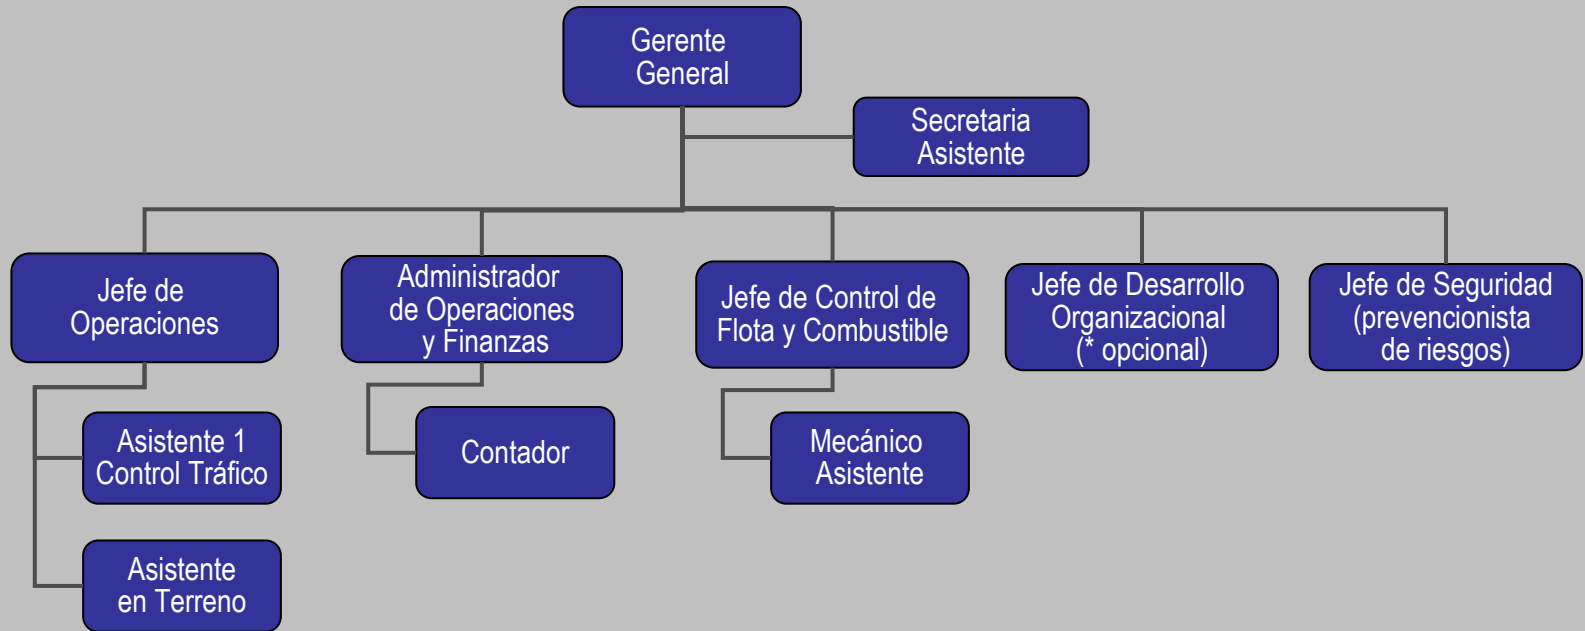 Gerente
General
Secretaria
Asistente
Jefe de
Operaciones
Administrador
de Operaciones
y Finanzas
Jefe de Control de
Flota y Combustible
Jefe de Desarrollo
Organizacional
(* opcional)
Jefe de Seguridad
(prevencionista
de riesgos)
Asistente 1
Control Tráfico
Contador
Mecánico
Asistente
Asistente
en Terreno